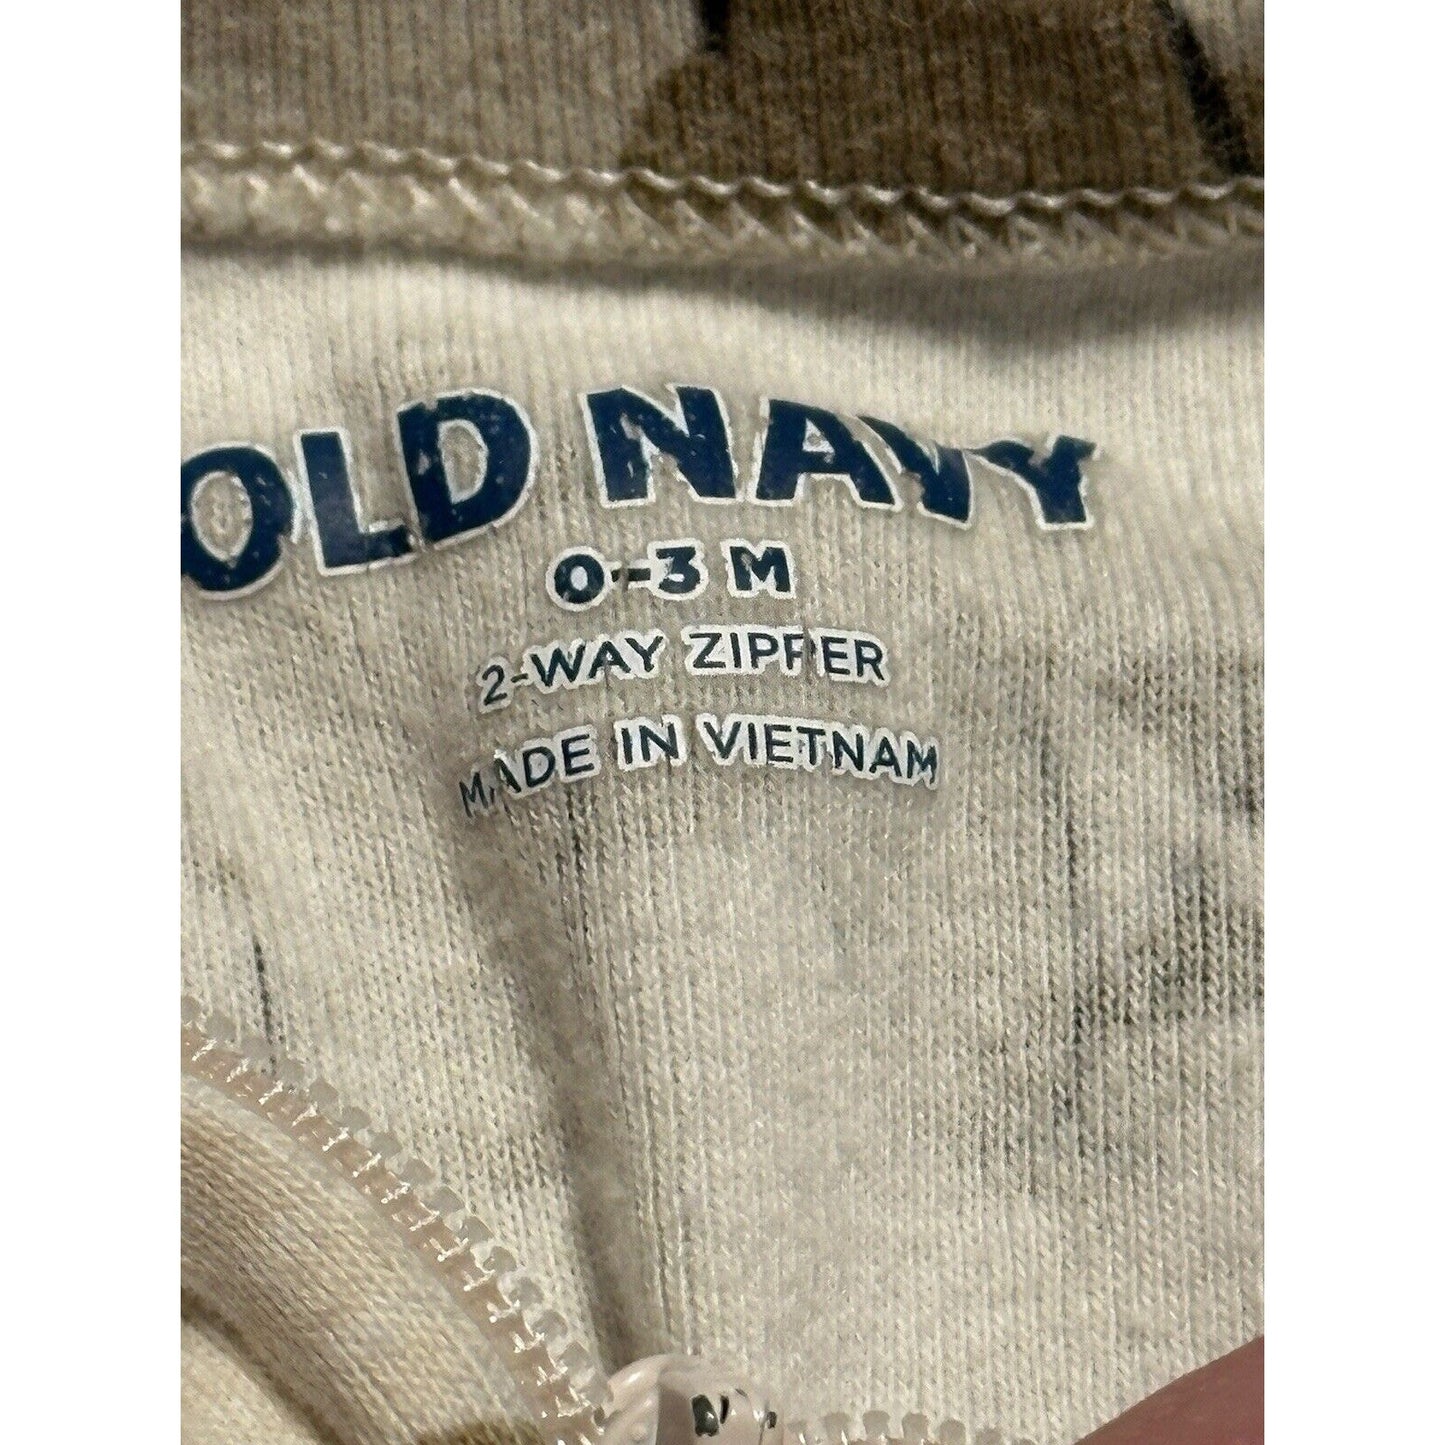 OLD NAVY
0-3 M
2-WAY ZIPPER
MADE IN VIETNAM